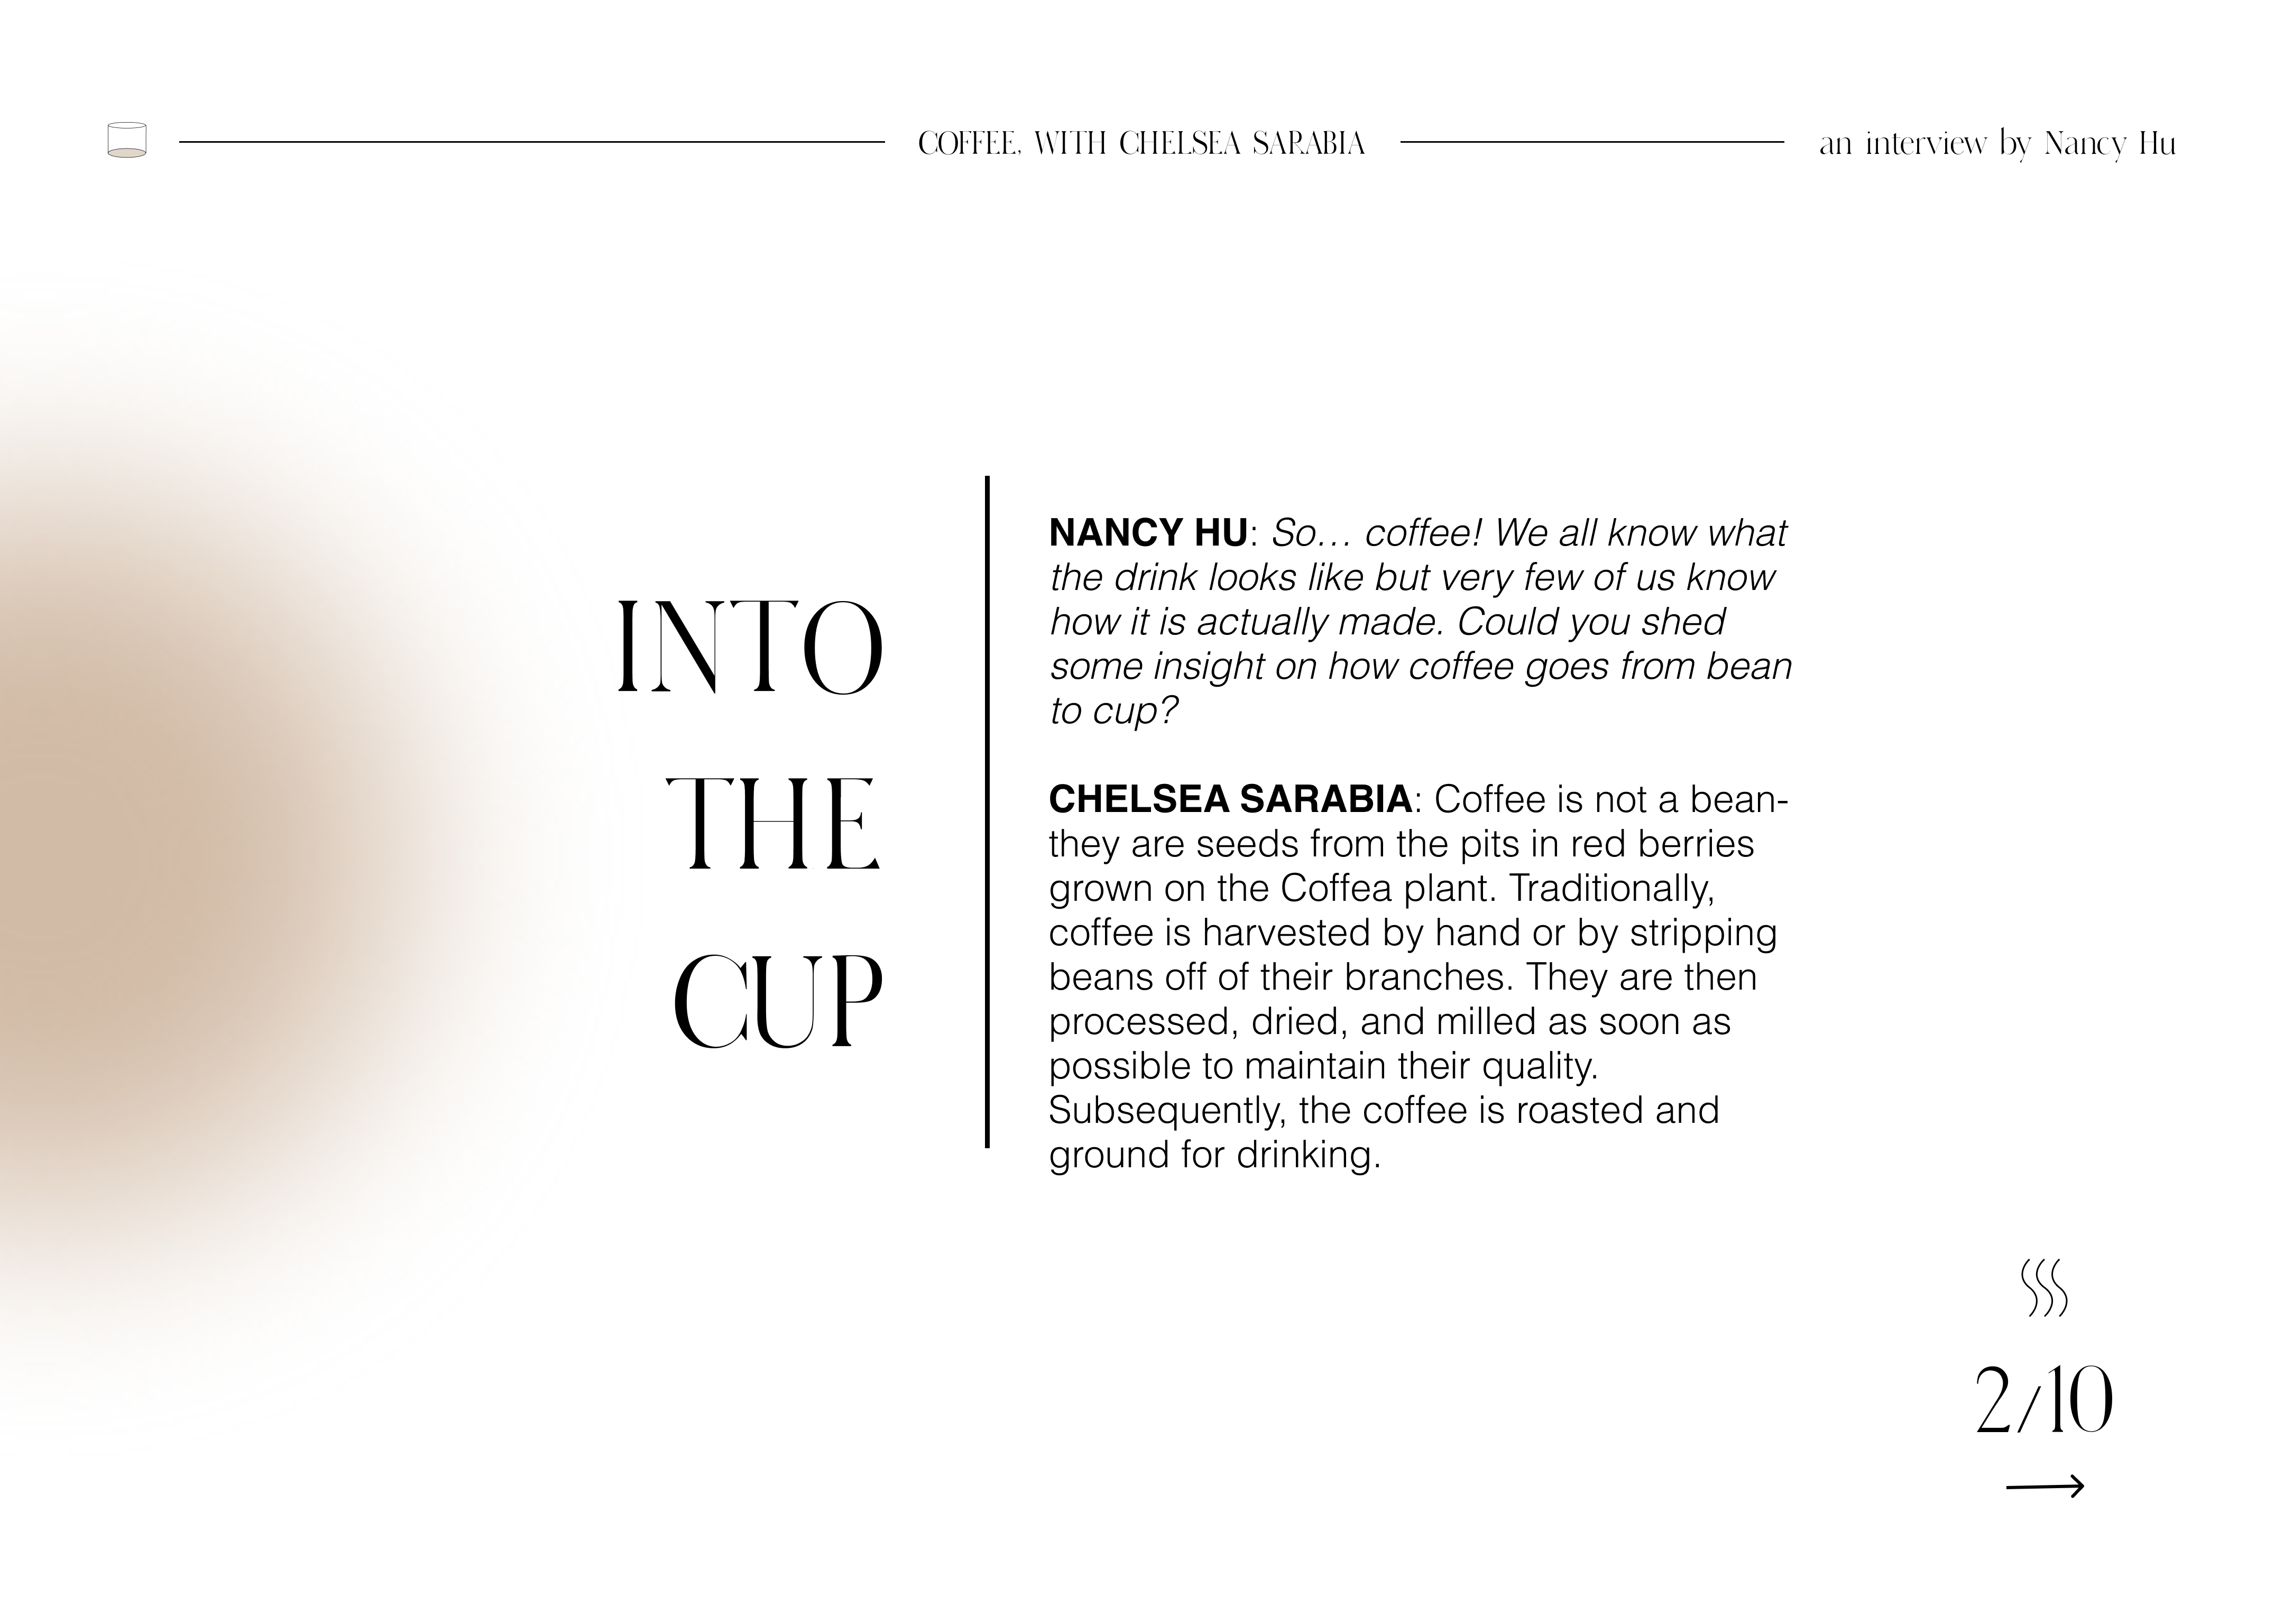 COFFEE, WITH CHELSEA SARABIA
an interview by Nancy Hu
INTO
THE
CUP
NANCY HU: So… coffee! We all know what
the drink looks like but very few of us know
how it is actually made. Could you shed
some insight on how coffee goes from bean
to cup?
CHELSEA SARABIA: Coffee is not a bean-
they are seeds from the pits in red berries
grown on the Coffea plant. Traditionally,
coffee is harvested by hand or by stripping
beans off of their branches. They are then
processed, dried, and milled as soon as
possible to maintain their quality.
Subsequently, the coffee is roasted and
ground for drinking.
2/10